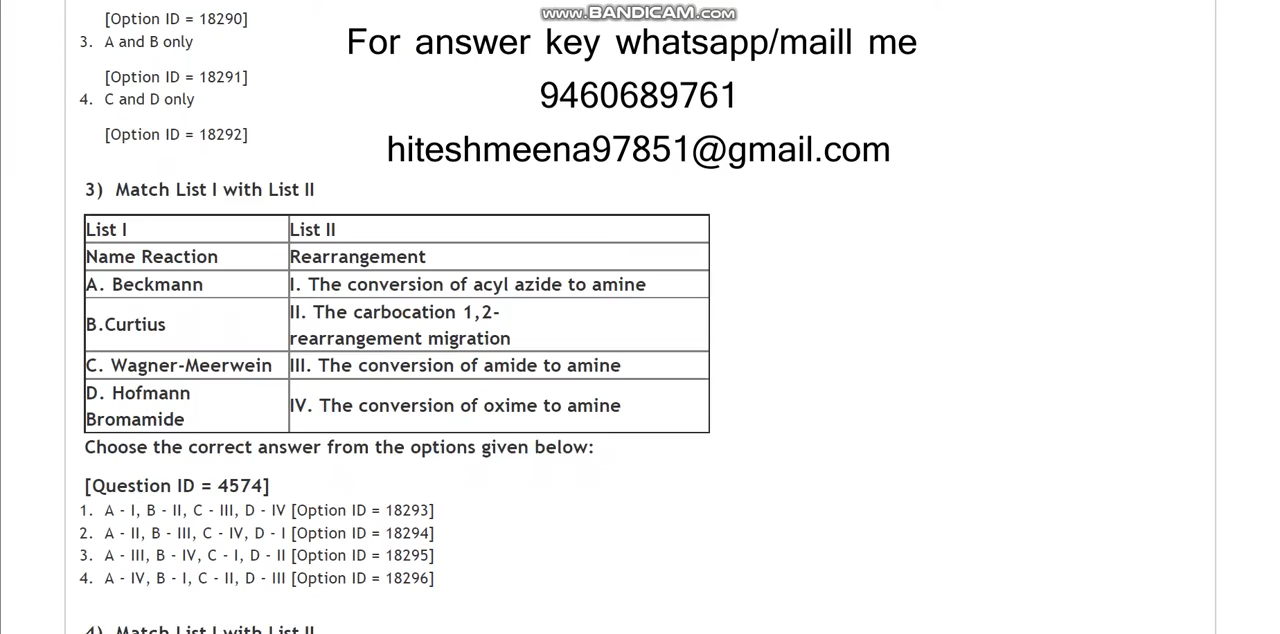 www.BANDICAM.com
[Option ID = 18290]
3. A and B only
For answer key whatsapp/maill me
[Option ID = 18291]
4. C and D only
9460689761
[Option ID = 18292]
hiteshmeena97851@gmail.com
3) Match List I with List II
List I List II
Name Reaction Rearrangement
A. Beckmann I. The conversion of acyl azide to amine
B.Curtius II. The carbocation 1,2-
rearrangement migration
C. Wagner-Meerwein III. The conversion of amide to amine
D. Hofmann
Bromamide IV. The conversion of oxime to amine
Choose the correct answer from the options given below:
[Question ID = 4574]
1. A - I, B - II, C - III, D - IV [Option ID = 18293]
2. A - II, B - III, C - IV, D - I [Option ID = 18294]
3. A - III, B - IV, C - I, D - II [Option ID = 18295]
4. A - IV, B - I, C - II, D - III [Option ID = 18296]
4) Match List I with List II